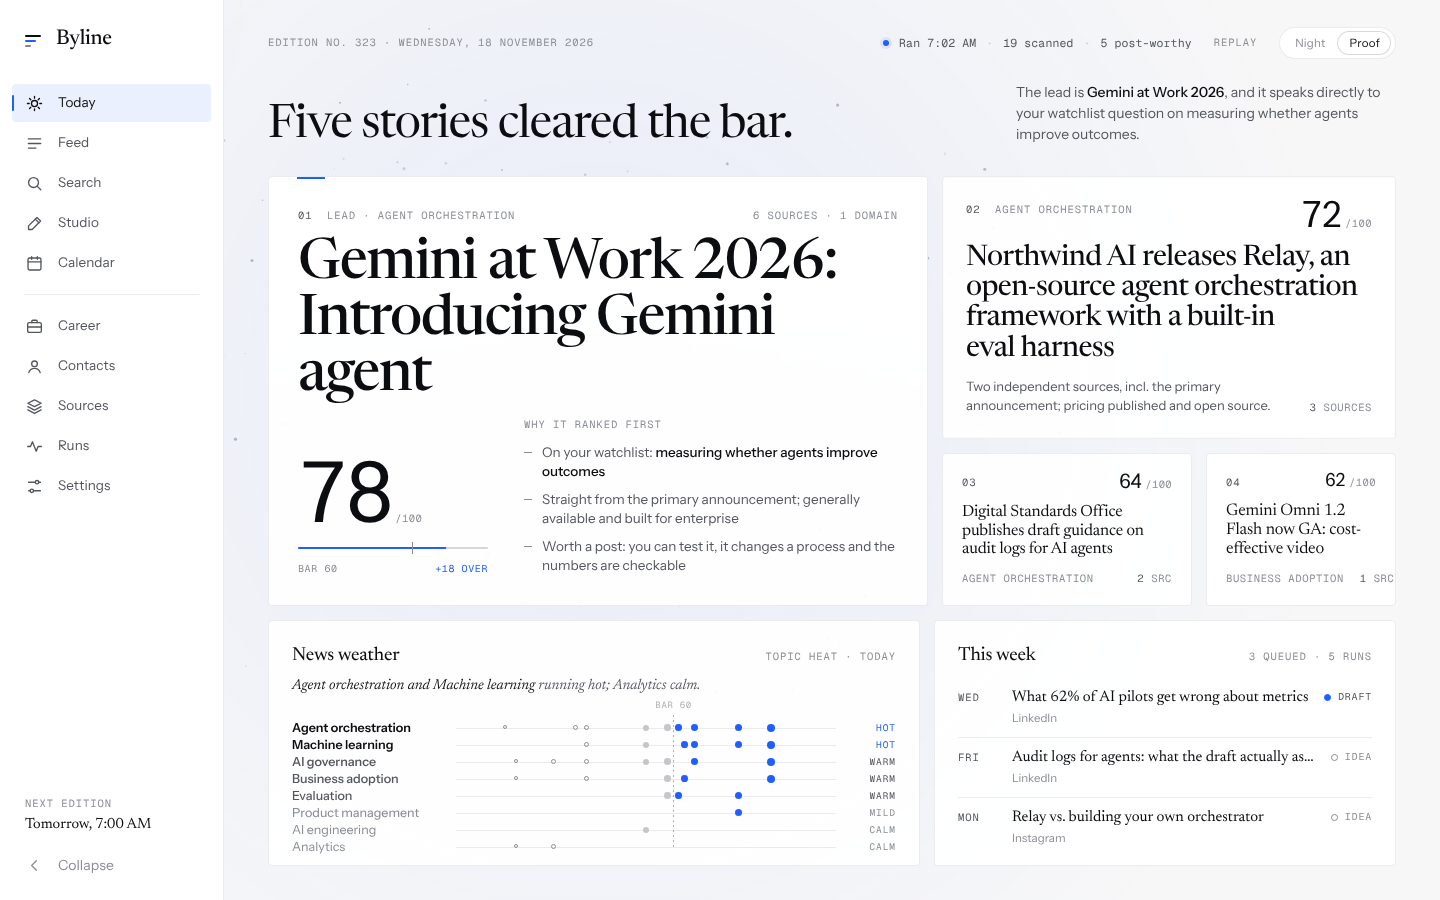 Byline
Today
Feed
Search
Studio
Calendar
Career
Contacts
Sources
Runs
Settings
NEXT EDITION
Tomorrow, 7:00 AM
Collapse
EDITION NO. 323 · WEDNESDAY, 18 NOVEMBER 2026
Ran 7:02 AM · 19 scanned · 5 post-worthy
REPLAY
Night
Proof
Five stories cleared the bar.
The lead is Gemini at Work 2026, and it speaks directly to
your watchlist question on measuring whether agents
improve outcomes.
01 LEAD · AGENT ORCHESTRATION
6 SOURCES · 1 DOMAIN
Gemini at Work 2026:
Introducing Gemini
agent
78 /100
BAR 60
+18 OVER
WHY IT RANKED FIRST
– On your watchlist: measuring whether agents improve
outcomes
– Straight from the primary announcement; generally
available and built for enterprise
– Worth a post: you can test it, it changes a process and the
numbers are checkable
02 AGENT ORCHESTRATION
72 /100
Northwind AI releases Relay, an
open-source agent orchestration
framework with a built-in
eval harness
Two independent sources, incl. the primary
announcement; pricing published and open source.
3 SOURCES
03
64 /100
Digital Standards Office
publishes draft guidance on
audit logs for AI agents
AGENT ORCHESTRATION
2 SRC
04
62 /100
Gemini Omni 1.2
Flash now GA: cost-
effective video
BUSINESS ADOPTION
1 SRC
News weather
TOPIC HEAT · TODAY
Agent orchestration and Machine learning running hot; Analytics calm.
BAR 60
Agent orchestration HOT
Machine learning HOT
AI governance WARM
Business adoption WARM
Evaluation WARM
Product management MILD
AI engineering CALM
Analytics CALM
This week
3 QUEUED · 5 RUNS
WED What 62% of AI pilots get wrong about metrics DRAFT
LinkedIn
FRI Audit logs for agents: what the draft actually as... IDEA
LinkedIn
MON Relay vs. building your own orchestrator IDEA
Instagram